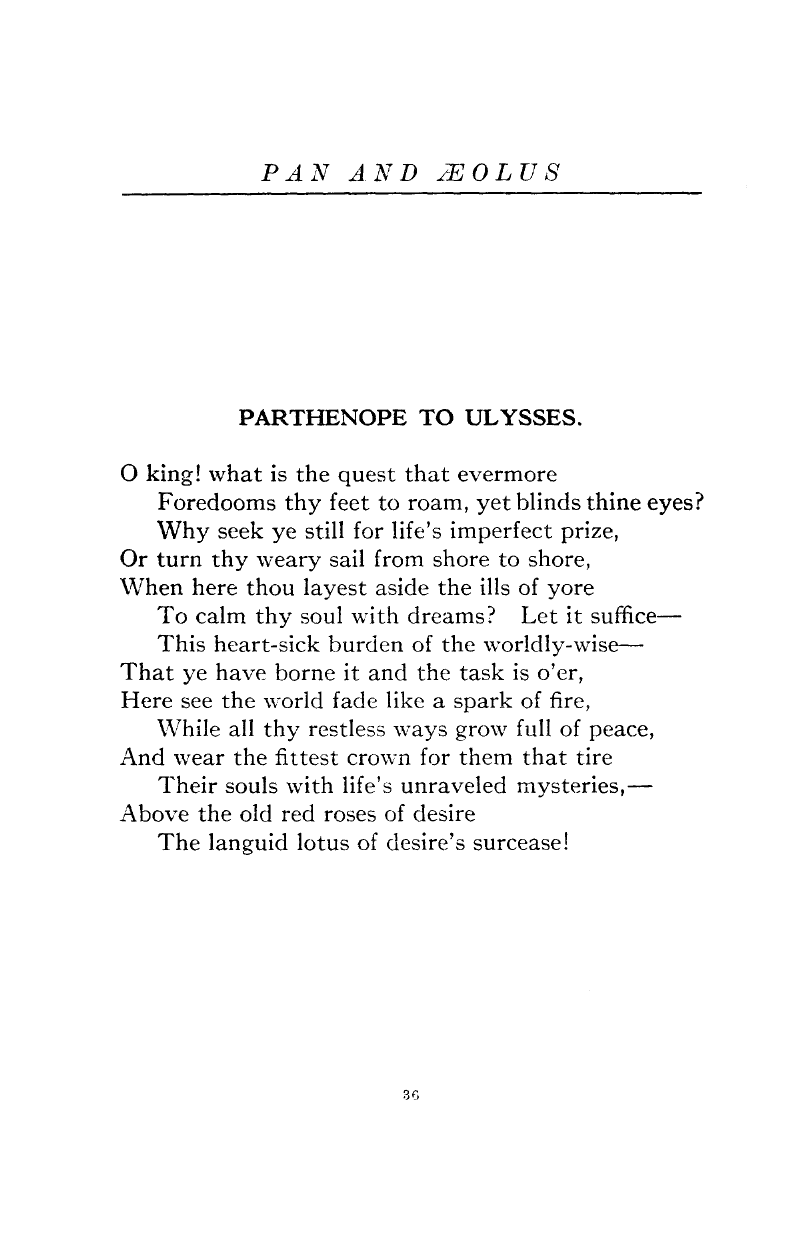 PAN AND ÆOLUS
PARTHENOPE TO ULYSSES.
O king! what is the quest that evermore
Foredooms thy feet to roam, yet blinds thine eyes?
Why seek ye still for life's imperfect prize,
Or turn thy weary sail from shore to shore,
When here thou layest aside the ills of yore
To calm thy soul with dreams? Let it suffice—
This heart-sick burden of the worldly-wise—
That ye have borne it and the task is o'er,
Here see the world fade like a spark of fire,
While all thy restless ways grow full of peace,
And wear the fittest crown for them that tire
Their souls with life's unraveled mysteries,—
Above the old red roses of desire
The languid lotus of desire's surcease!
36